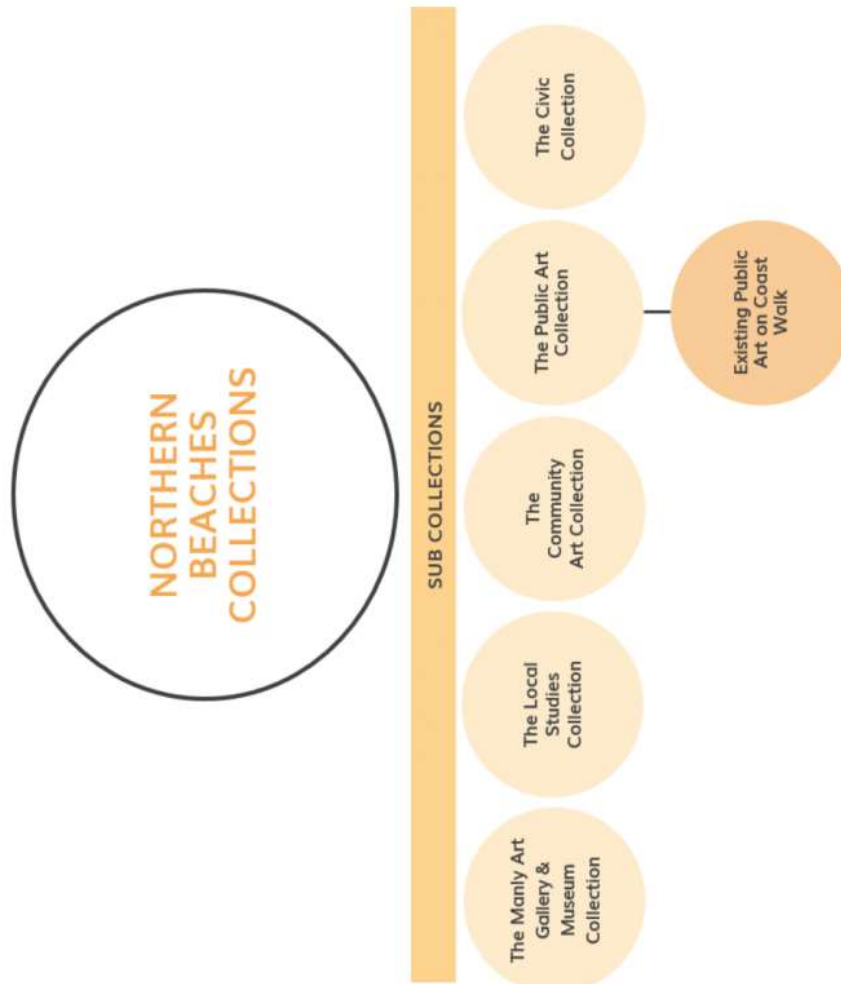 NORTHERN
BEACHES
COLLECTIONS
SUB COLLECTIONS
The Manly Art
Gallery &
Museum
Collection
The Local
Studies
Collection
The
Community
Art Collection
The Public Art
Collection
The Civic
Collection
Existing Public
Art on Coast
Walk